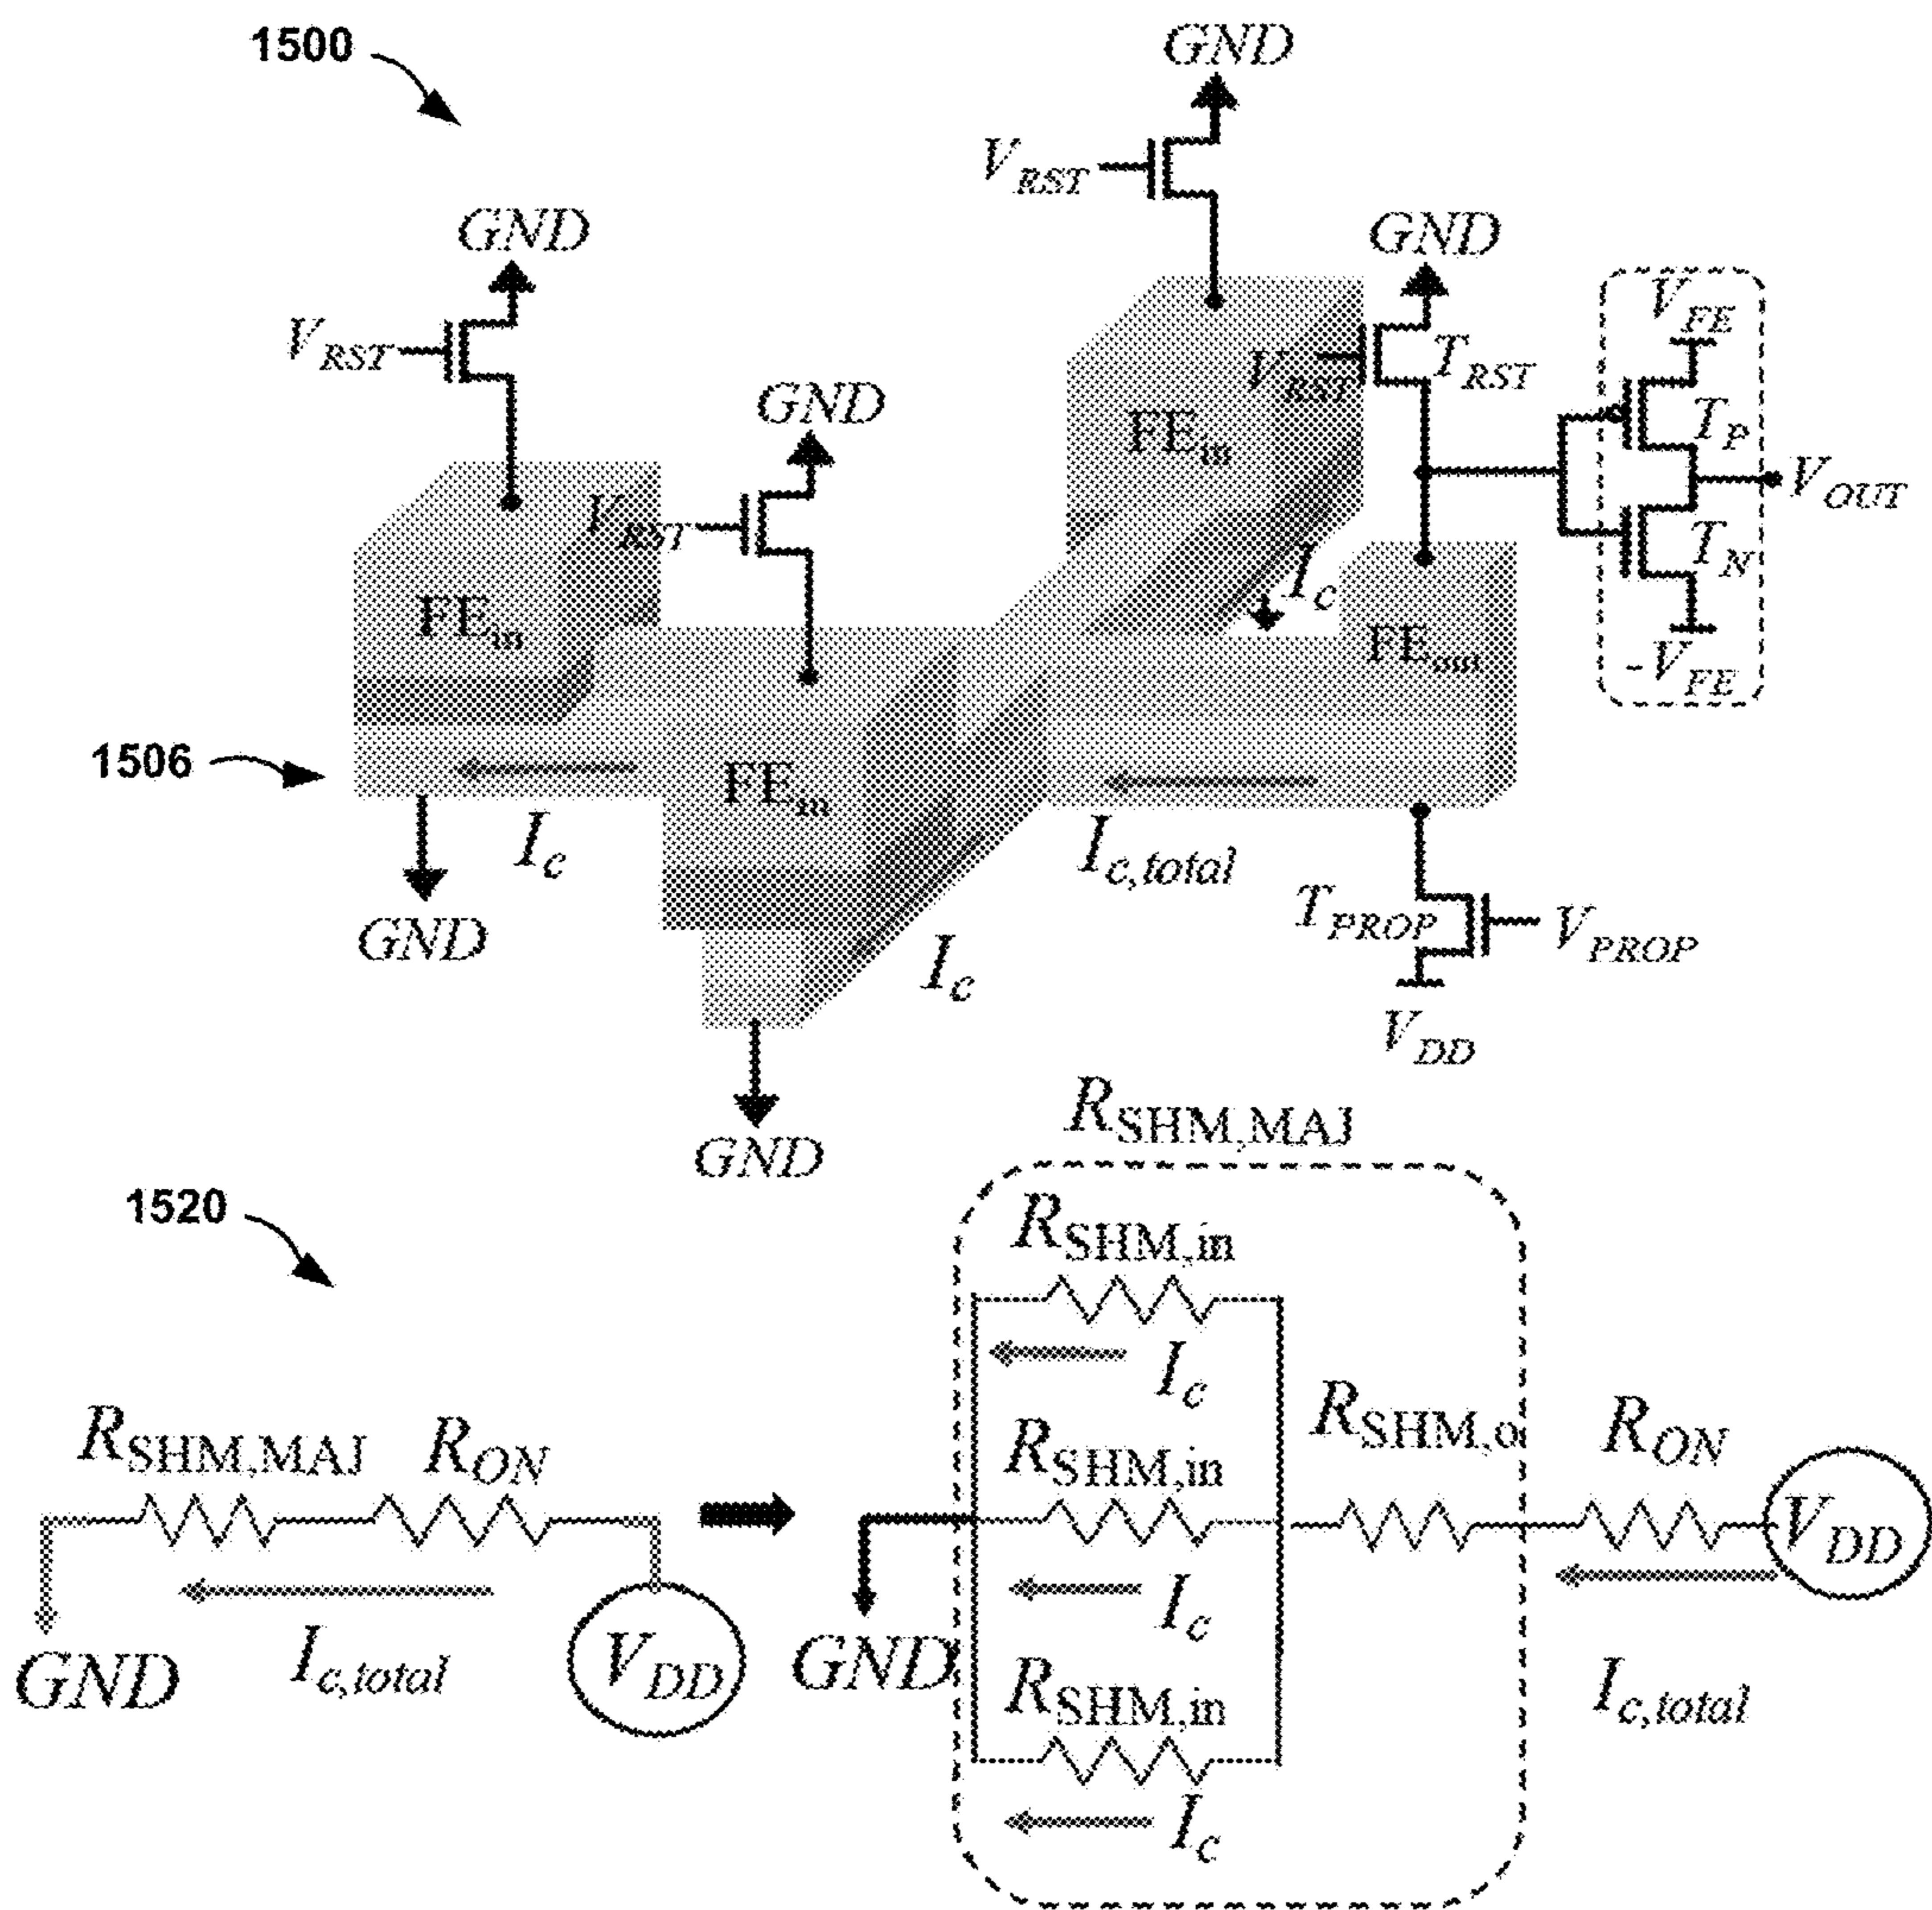 1500
GND
V_RST
GND
GND
V_RST
GND
V_RST
T_RST
V_FE
FE_in
T_P
V_OUT
V_RST
FE_in
I_c
T_N
FE_out
-V_FE
1506
FE_in
I_c
I_c,total
T_PROP
V_PROP
GND
I_c
V_DD
GND
R_SHM,MAJ
1520
R_SHM,in
I_c
R_SHM,MAJ
R_ON
R_SHM,in
R_SHM,o
R_ON
V_DD
I_c
GND
I_c,total
V_DD
GND
R_SHM,in
I_c,total
I_c